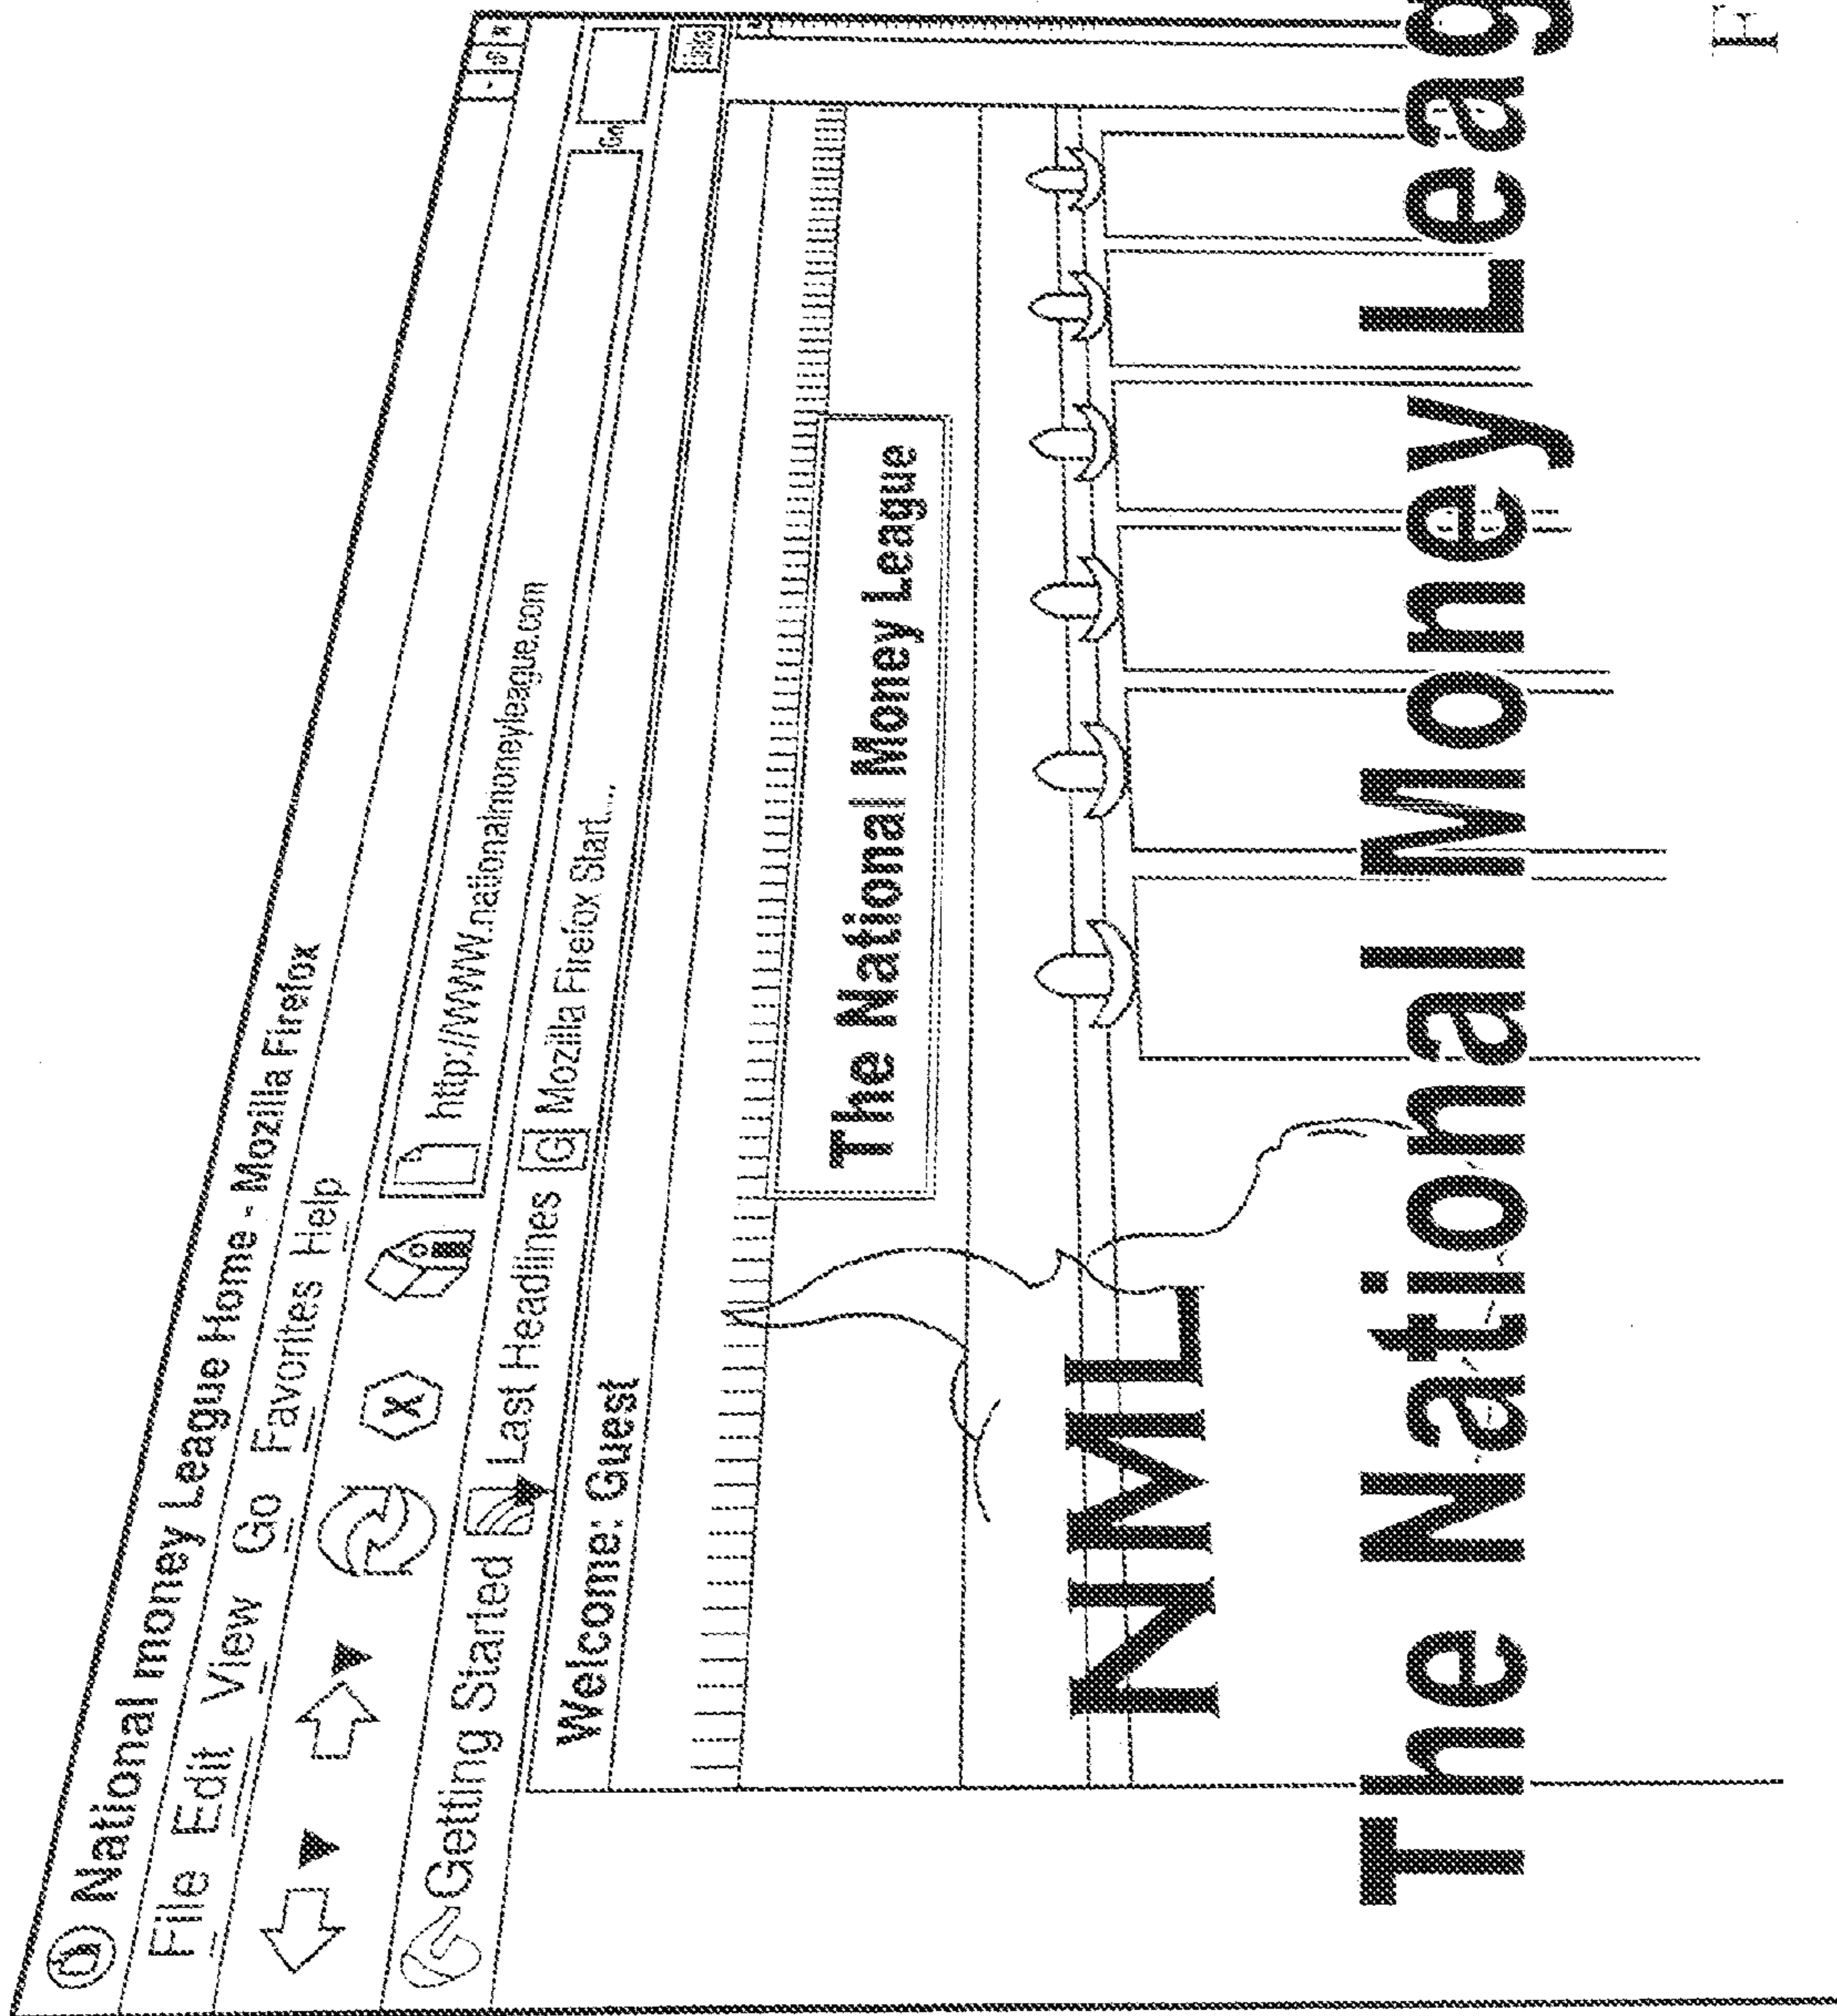 National money League Home - Mozilla Firefox
File Edit View Go Favorites Help
http://WWW.nationalmoneyleague.com
Go
Getting Started Last Headlines G Mozilla Firefox Start....
Welcome: Guest
The National Money League
NML
The National Money Leag